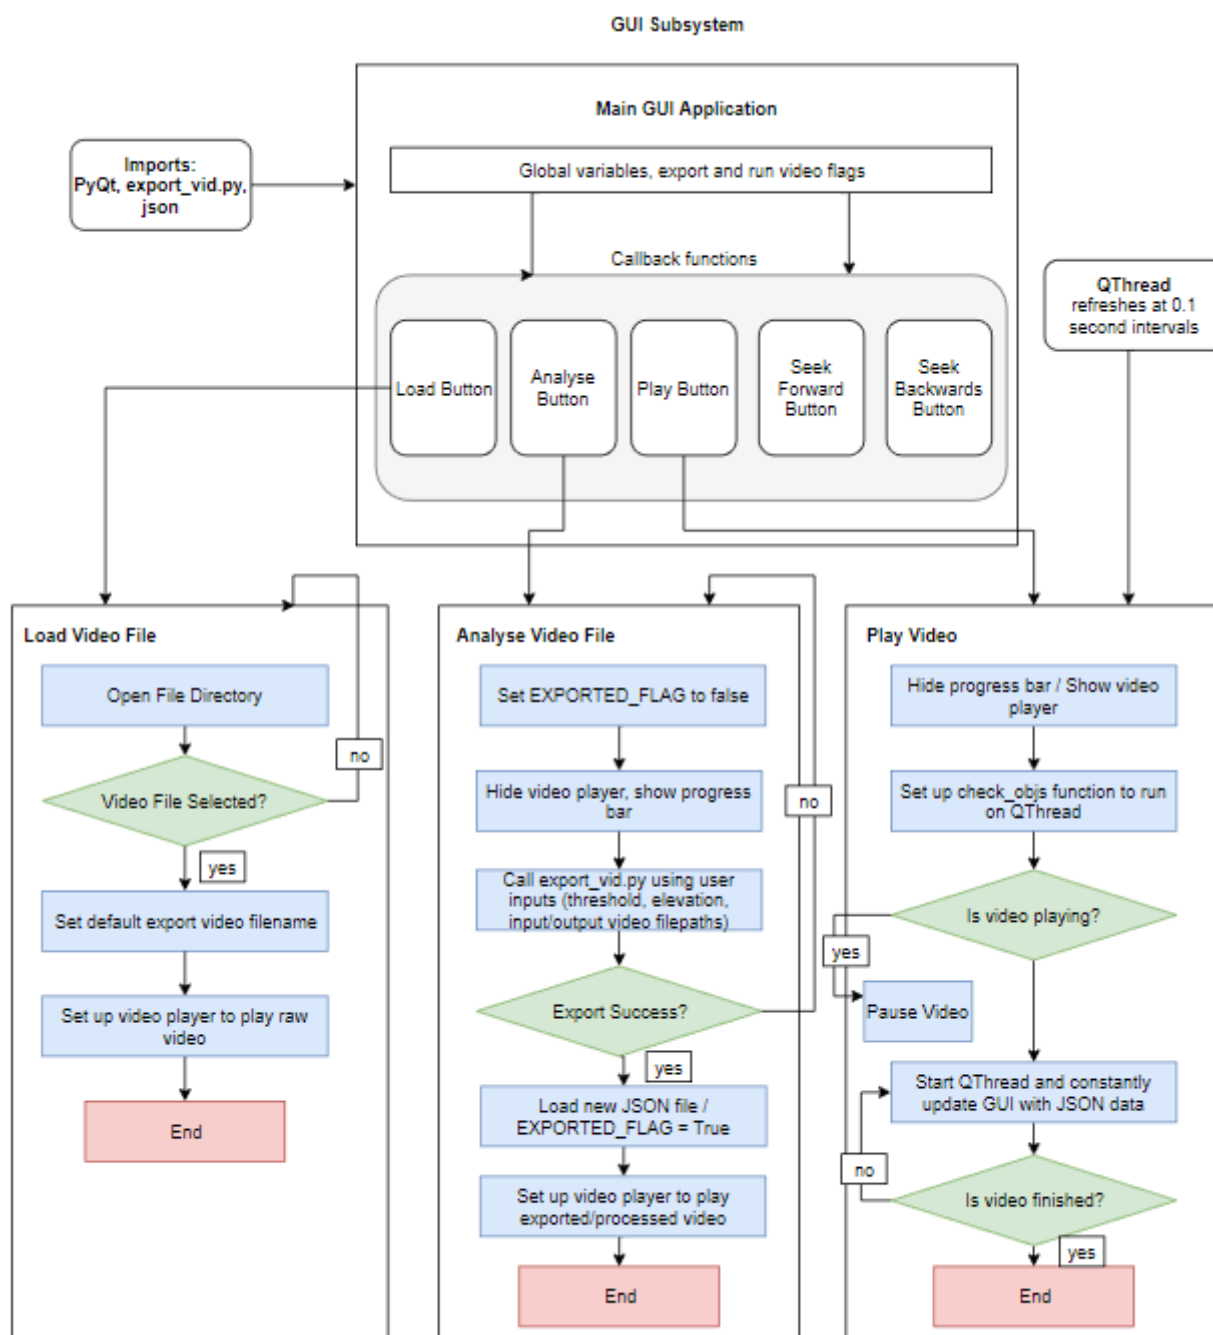 GUI Subsystem
Main GUI Application
Imports:
PyQt, export_vid.py,
json
Global variables, export and run video flags
Callback functions
QThread
refreshes at 0.1
second intervals
Load Button
Analyse
Button
Play Button
Seek
Forward
Button
Seek
Backwards
Button
Load Video File
Open File Directory
no
Video File Selected?
yes
Set default export video filename
Set up video player to play raw
video
End
Analyse Video File
Set EXPORTED_FLAG to false
Hide video player, show progress
bar
no
Call export_vid.py using user
inputs (threshold, elevation,
input/output video filepaths)
Export Success?
yes
Load new JSON file /
EXPORTED_FLAG = True
Set up video player to play
exported/processed video
End
Play Video
Hide progress bar / Show video
player
Set up check_objs function to run
on QThread
Is video playing?
yes
Pause Video
Start QThread and constantly
update GUI with JSON data
no
Is video finished?
yes
End